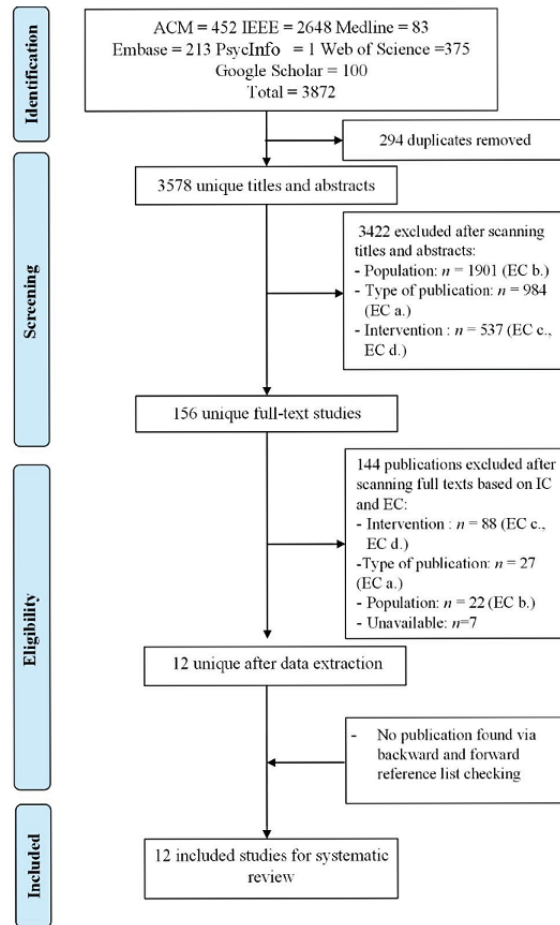 Identification
ACM = 452 IEEE = 2648 Medline = 83
Embase = 213 PsycInfo = 1 Web of Science =375
Google Scholar = 100
Total = 3872
294 duplicates removed
Screening
3578 unique titles and abstracts
3422 excluded after scanning
titles and abstracts:
- Population: n = 1901 (EC b.)
- Type of publication: n = 984
(EC a.)
- Intervention : n = 537 (EC c.,
EC d.)
156 unique full-text studies
Eligibility
144 publications excluded after
scanning full texts based on IC
and EC:
- Intervention : n = 88 (EC c.,
EC d.)
-Type of publication: n = 27
(EC a.)
- Population: n = 22 (EC b.)
- Unavailable: n=7
12 unique after data extraction
- No publication found via
backward and forward
reference list checking
Included
12 included studies for systematic
review